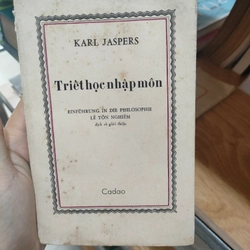 KARL JASPERS
Triết học nhập môn
EINFÜHRUNG IN DIE PHILOSOPHIE
LÊ TÔN NGHIÊM
dịch và giới thiệu
Cadao